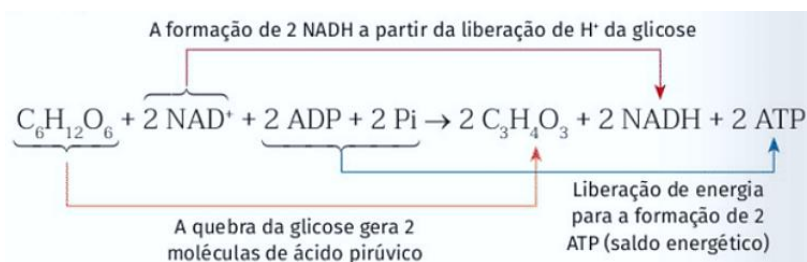 A formação de 2 NADH a partir da liberação de H⁺ da glicose
C₆H₁₂O₆ + 2 NAD⁺ + 2 ADP + 2 Pi → 2 C₃H₄O₃ + 2 NADH + 2 ATP
A quebra da glicose gera 2
moléculas de ácido pirúvico
Liberação de energia
para a formação de 2
ATP (saldo energético)